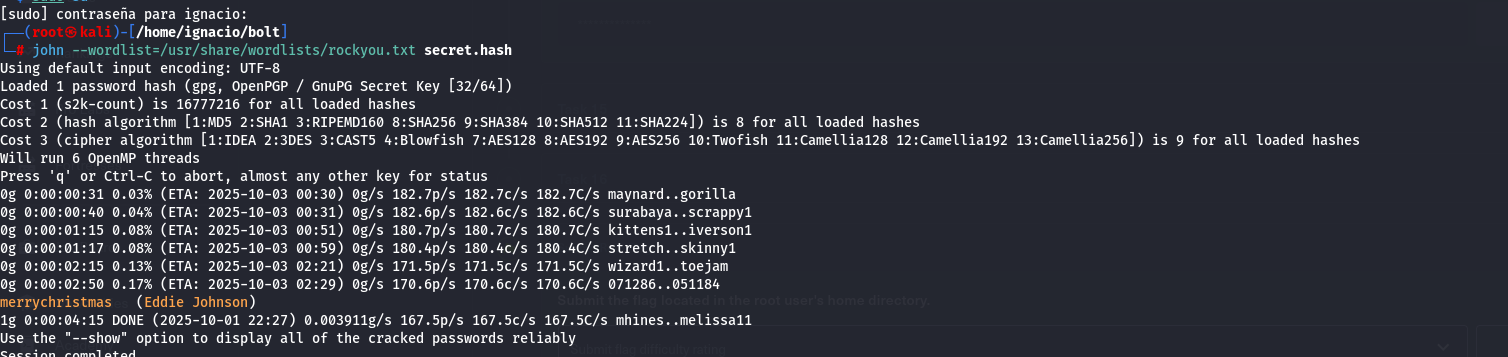 [sudo] contraseña para ignacio:
┌──(root㉿kali)-[/home/ignacio/bolt]
└─# john --wordlist=/usr/share/wordlists/rockyou.txt secret.hash
Using default input encoding: UTF-8
Loaded 1 password hash (gpg, OpenPGP / GnuPG Secret Key [32/64])
Cost 1 (s2k-count) is 16777216 for all loaded hashes
Cost 2 (hash algorithm [1:MD5 2:SHA1 3:RIPEMD160 8:SHA256 9:SHA384 10:SHA512 11:SHA224]) is 8 for all loaded hashes
Cost 3 (cipher algorithm [1:IDEA 2:3DES 3:CAST5 4:Blowfish 7:AES128 8:AES192 9:AES256 10:Twofish 11:Camellia128 12:Camellia192 13:Camellia256]) is 9 for all loaded hashes
Will run 6 OpenMP threads
Press 'q' or Ctrl-C to abort, almost any other key for status
0g 0:00:00:31 0.03% (ETA: 2025-10-03 00:30) 0g/s 182.7p/s 182.7c/s 182.7C/s maynard..gorilla
0g 0:00:00:40 0.04% (ETA: 2025-10-03 00:31) 0g/s 182.6p/s 182.6c/s 182.6C/s surabaya..scrappy1
0g 0:00:01:15 0.08% (ETA: 2025-10-03 00:51) 0g/s 180.7p/s 180.7c/s 180.7C/s kittens1..iverson1
0g 0:00:01:17 0.08% (ETA: 2025-10-03 00:59) 0g/s 180.4p/s 180.4c/s 180.4C/s stretch..skinny1
0g 0:00:02:15 0.13% (ETA: 2025-10-03 02:21) 0g/s 171.5p/s 171.5c/s 171.5C/s wizard1..toejam
0g 0:00:02:50 0.17% (ETA: 2025-10-03 02:29) 0g/s 170.6p/s 170.6c/s 170.6C/s 071286..051184
merrychristmas   (Eddie Johnson)
Submit the flag located in the root user's home directory.
1g 0:00:04:15 DONE (2025-10-01 22:27) 0.003911g/s 167.5p/s 167.5c/s 167.5C/s mhines..melissa11
Use the "--show" option to display all of the cracked passwords reliably
Session completed